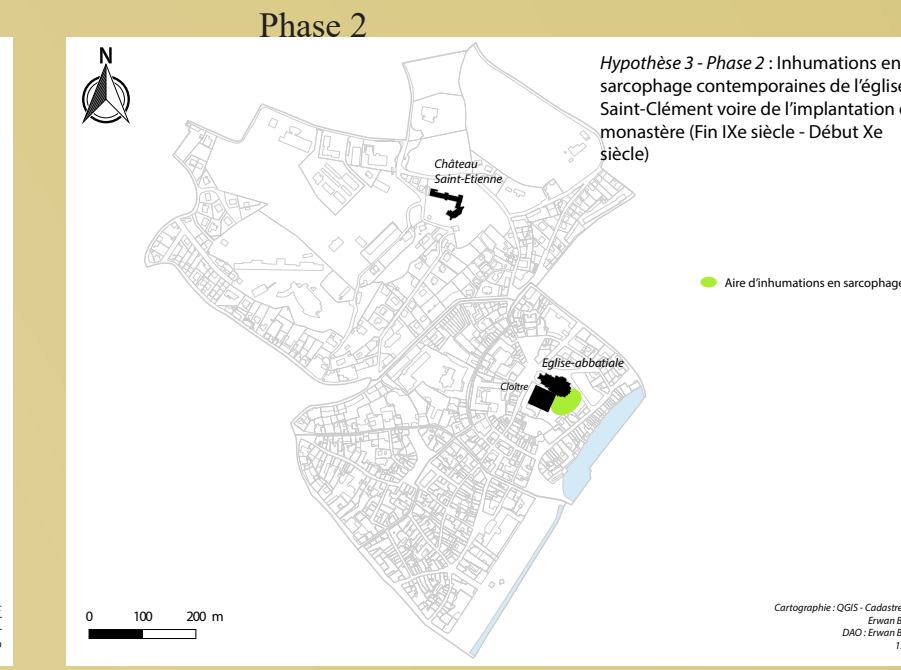 Phase 2
N
Hypothèse 3 - Phase 2 : Inhumations en
sarcophage contemporaines de l'église
Saint-Clément voire de l'implantation
monastère (Fin IXe siècle - Début Xe
siècle)
Château
Saint-Etienne
Aire d'inhumations en sarcophage
Eglise-abbatiale
Cloître
0 100 200 m
Cartographie : QGIS - Cadastre
Erwan B
DAO : Erwan B